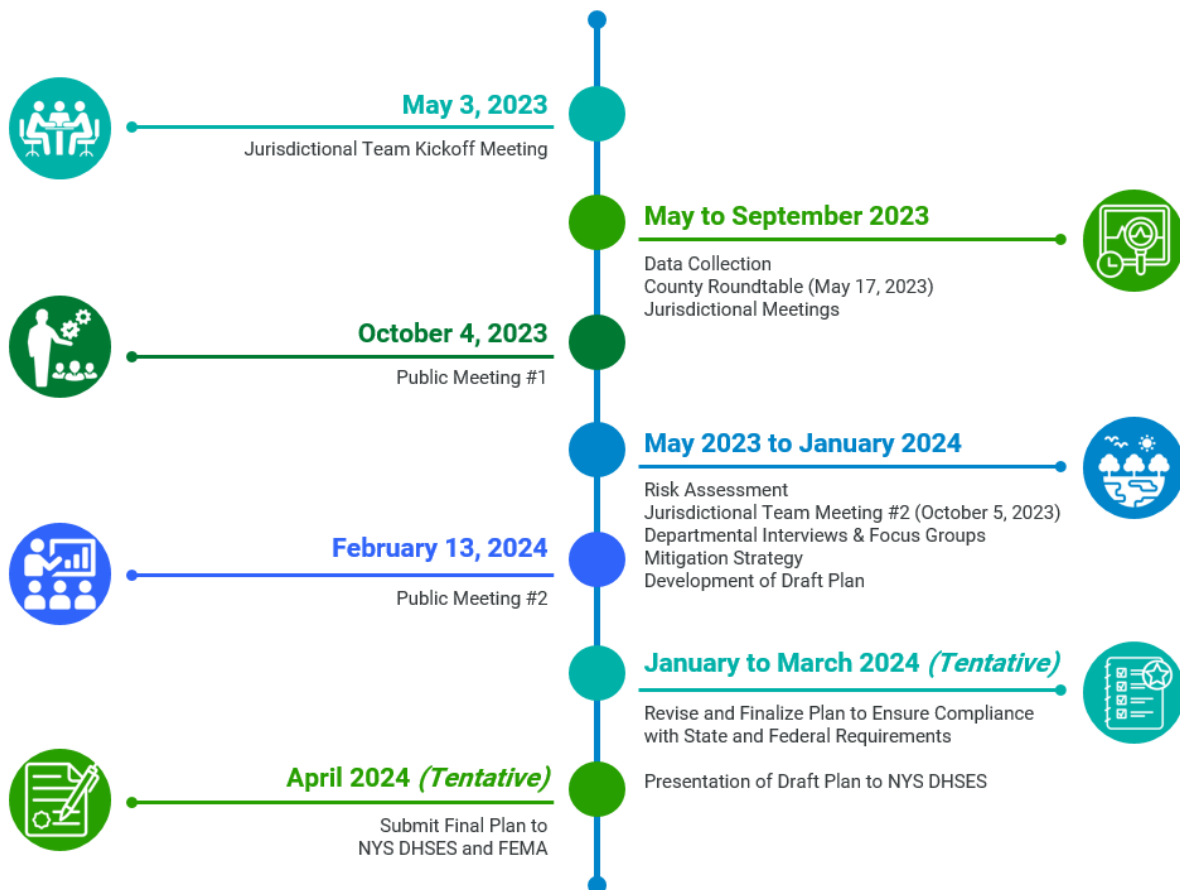 May 3, 2023
Jurisdictional Team Kickoff Meeting
May to September 2023
Data Collection
County Roundtable (May 17, 2023)
Jurisdictional Meetings
October 4, 2023
Public Meeting #1
May 2023 to January 2024
Risk Assessment
Jurisdictional Team Meeting #2 (October 5, 2023)
Departmental Interviews & Focus Groups
Mitigation Strategy
Development of Draft Plan
February 13, 2024
Public Meeting #2
January to March 2024 (Tentative)
Revise and Finalize Plan to Ensure Compliance
with State and Federal Requirements
Presentation of Draft Plan to NYS DHSES
April 2024 (Tentative)
Submit Final Plan to
NYS DHSES and FEMA